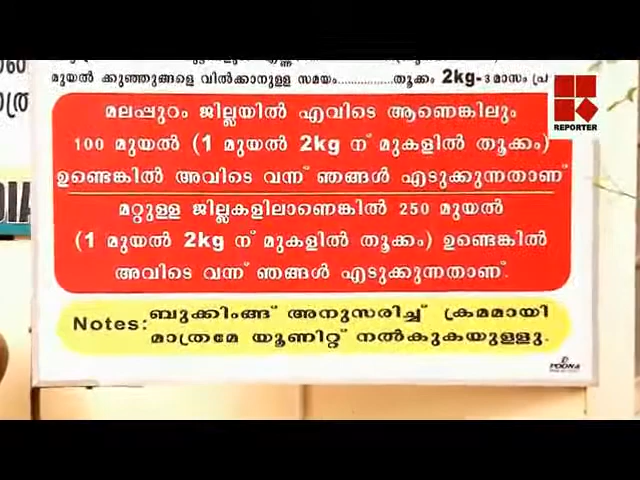 മുയൽ ക്കുഞ്ഞുങ്ങളെ വിൽക്കാനുളള സമയം................തൂക്കം 2kg-3മാസം പ്ര
മലപ്പുറം ജില്ലയിൽ എവിടെ ആണെങ്കിലും
100 മുയൽ (1 മുയൽ 2kg ന് മുകളിൽ തൂക്കം)
ഉണ്ടെങ്കിൽ അവിടെ വന്ന് ഞങ്ങൾ എടുക്കുന്നതാണ്
മറ്റുള്ള ജില്ലകളിലാണെങ്കിൽ 250 മുയൽ
(1 മുയൽ 2kg ന് മുകളിൽ തൂക്കം) ഉണ്ടെങ്കിൽ
അവിടെ വന്ന് ഞങ്ങൾ എടുക്കുന്നതാണ്.
Notes: ബുക്കിംങ്ങ് അനുസരിച്ച് ക്രമമായി
മാത്രമേ യൂണിറ്റ് നൽകുകയുള്ളു.
REPORTER